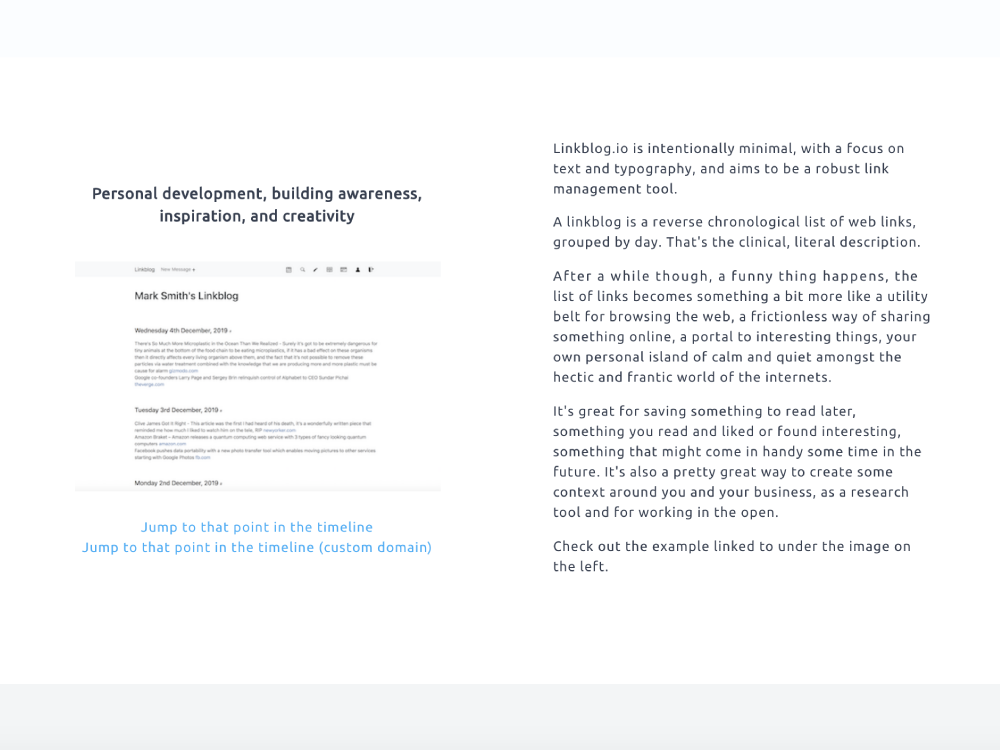 Personal development, building awareness,
inspiration, and creativity
Linkblog New Message
Mark Smith's Linkblog
Wednesday 4th December, 2019 ›
There's So Much More Microplastic in the Ocean Than We Realized - Surely it's got to be extremely dangerous for
tiny animals at the bottom of the food chain to be eating microplastics, if it has a bad effect on these organisms
than it directly affects every living organism above them, and the fact that it's not possible to remove these
particles via water treatment combined with the knowledge that we are producing more and more plastic must be
cause for alarm gizmodo.com
Google co-founders Larry Page and Sergey Brin relinquish control of Alphabet to CEO Sundar Pichai
theverge.com
Tuesday 3rd December, 2019 ›
Clive James Got It Right - This article was the first I had heard of his death, it's a wonderfully written piece that
reminded me how much I liked to watch him on the tele, RIP newyorker.com
Amazon Braket – Amazon releases a quantum computing web service with 3 types of fancy looking quantum
computers amazon.com
Facebook pushes data portability with a new photo transfer tool which enables moving pictures to other services
starting with Google Photos fb.com
Monday 2nd December, 2019 ›
Jump to that point in the timeline
Jump to that point in the timeline (custom domain)
Linkblog.io is intentionally minimal, with a focus on
text and typography, and aims to be a robust link
management tool.
A linkblog is a reverse chronological list of web links,
grouped by day. That's the clinical, literal description.
After a while though, a funny thing happens, the
list of links becomes something a bit more like a utility
belt for browsing the web, a frictionless way of sharing
something online, a portal to interesting things, your
own personal island of calm and quiet amongst the
hectic and frantic world of the internets.
It's great for saving something to read later,
something you read and liked or found interesting,
something that might come in handy some time in the
future. It's also a pretty great way to create some
context around you and your business, as a research
tool and for working in the open.
Check out the example linked to under the image on
the left.